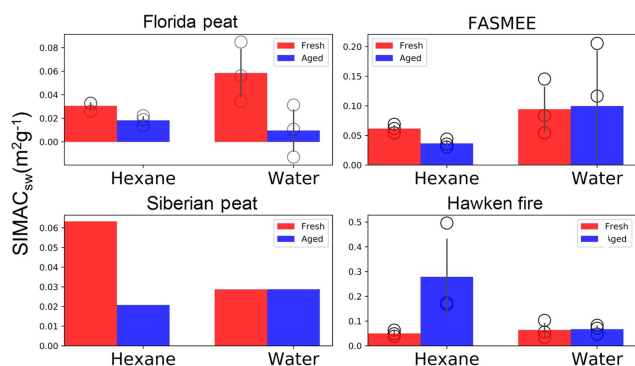 Florida peat
FASMEE
SIMAC_sw(m²g⁻¹)
0.08
0.06
0.04
0.02
0.00
Fresh
Aged
Hexane
Water
0.20
0.15
0.10
0.05
0.00
Fresh
Aged
Hexane
Water
Siberian peat
Hawken fire
0.06
0.05
0.04
0.03
0.02
0.01
0.00
Fresh
Aged
Hexane
Water
0.5
0.4
0.3
0.2
0.1
0.0
Fresh
Aged
Hexane
Water